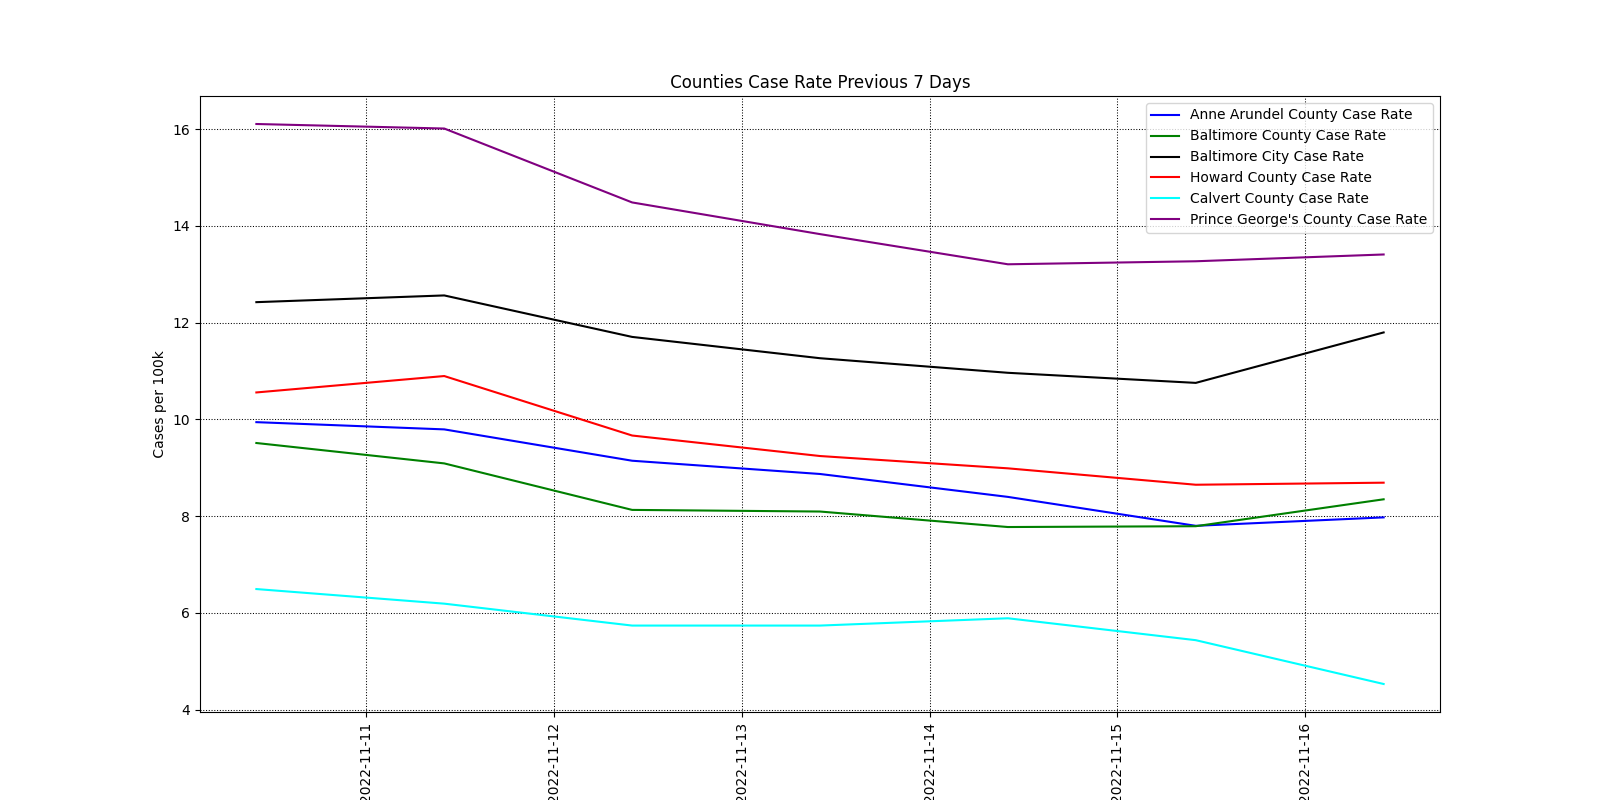 Counties Case Rate Previous 7 Days
Anne Arundel County Case Rate
Baltimore County Case Rate
Baltimore City Case Rate
Howard County Case Rate
Calvert County Case Rate
Prince George's County Case Rate
Cases per 100k
16
14
12
10
8
6
4
2022-11-11
2022-11-12
2022-11-13
2022-11-14
2022-11-15
2022-11-16